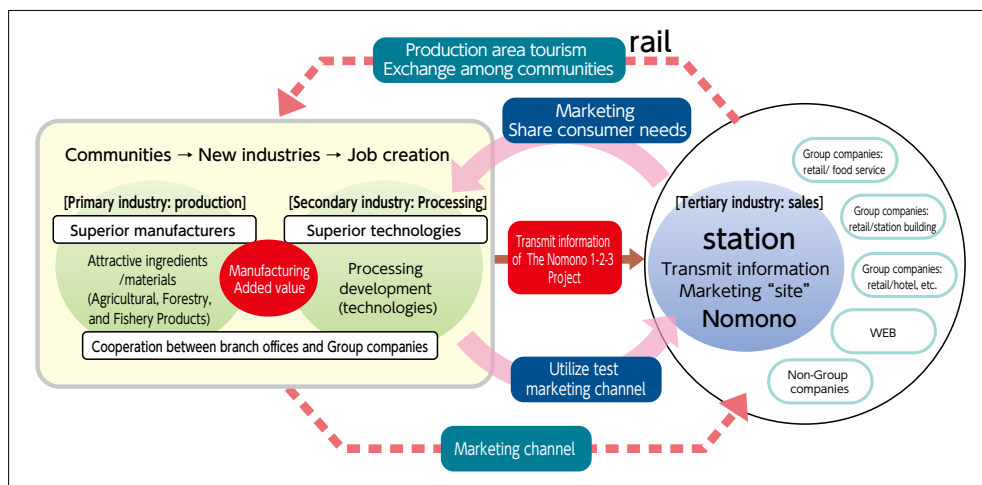 Production area tourism
Exchange among communities
rail
Marketing
Share consumer needs
Communities → New industries → Job creation
[Primary industry: production]
Superior manufacturers
Attractive ingredients
/materials
(Agricultural, Forestry,
and Fishery Products)
Manufacturing
Added value
[Secondary industry: Processing]
Superior technologies
Processing
development
(technologies)
Cooperation between branch offices and Group companies
Transmit information
of The Nomono 1-2-3
Project
[Tertiary industry: sales]
station
Transmit information
Marketing “site”
Nomono
Group companies:
retail/ food service
Group companies:
retail/station building
Group companies:
retail/hotel, etc.
WEB
Non-Group
companies
Utilize test
marketing channel
Marketing channel